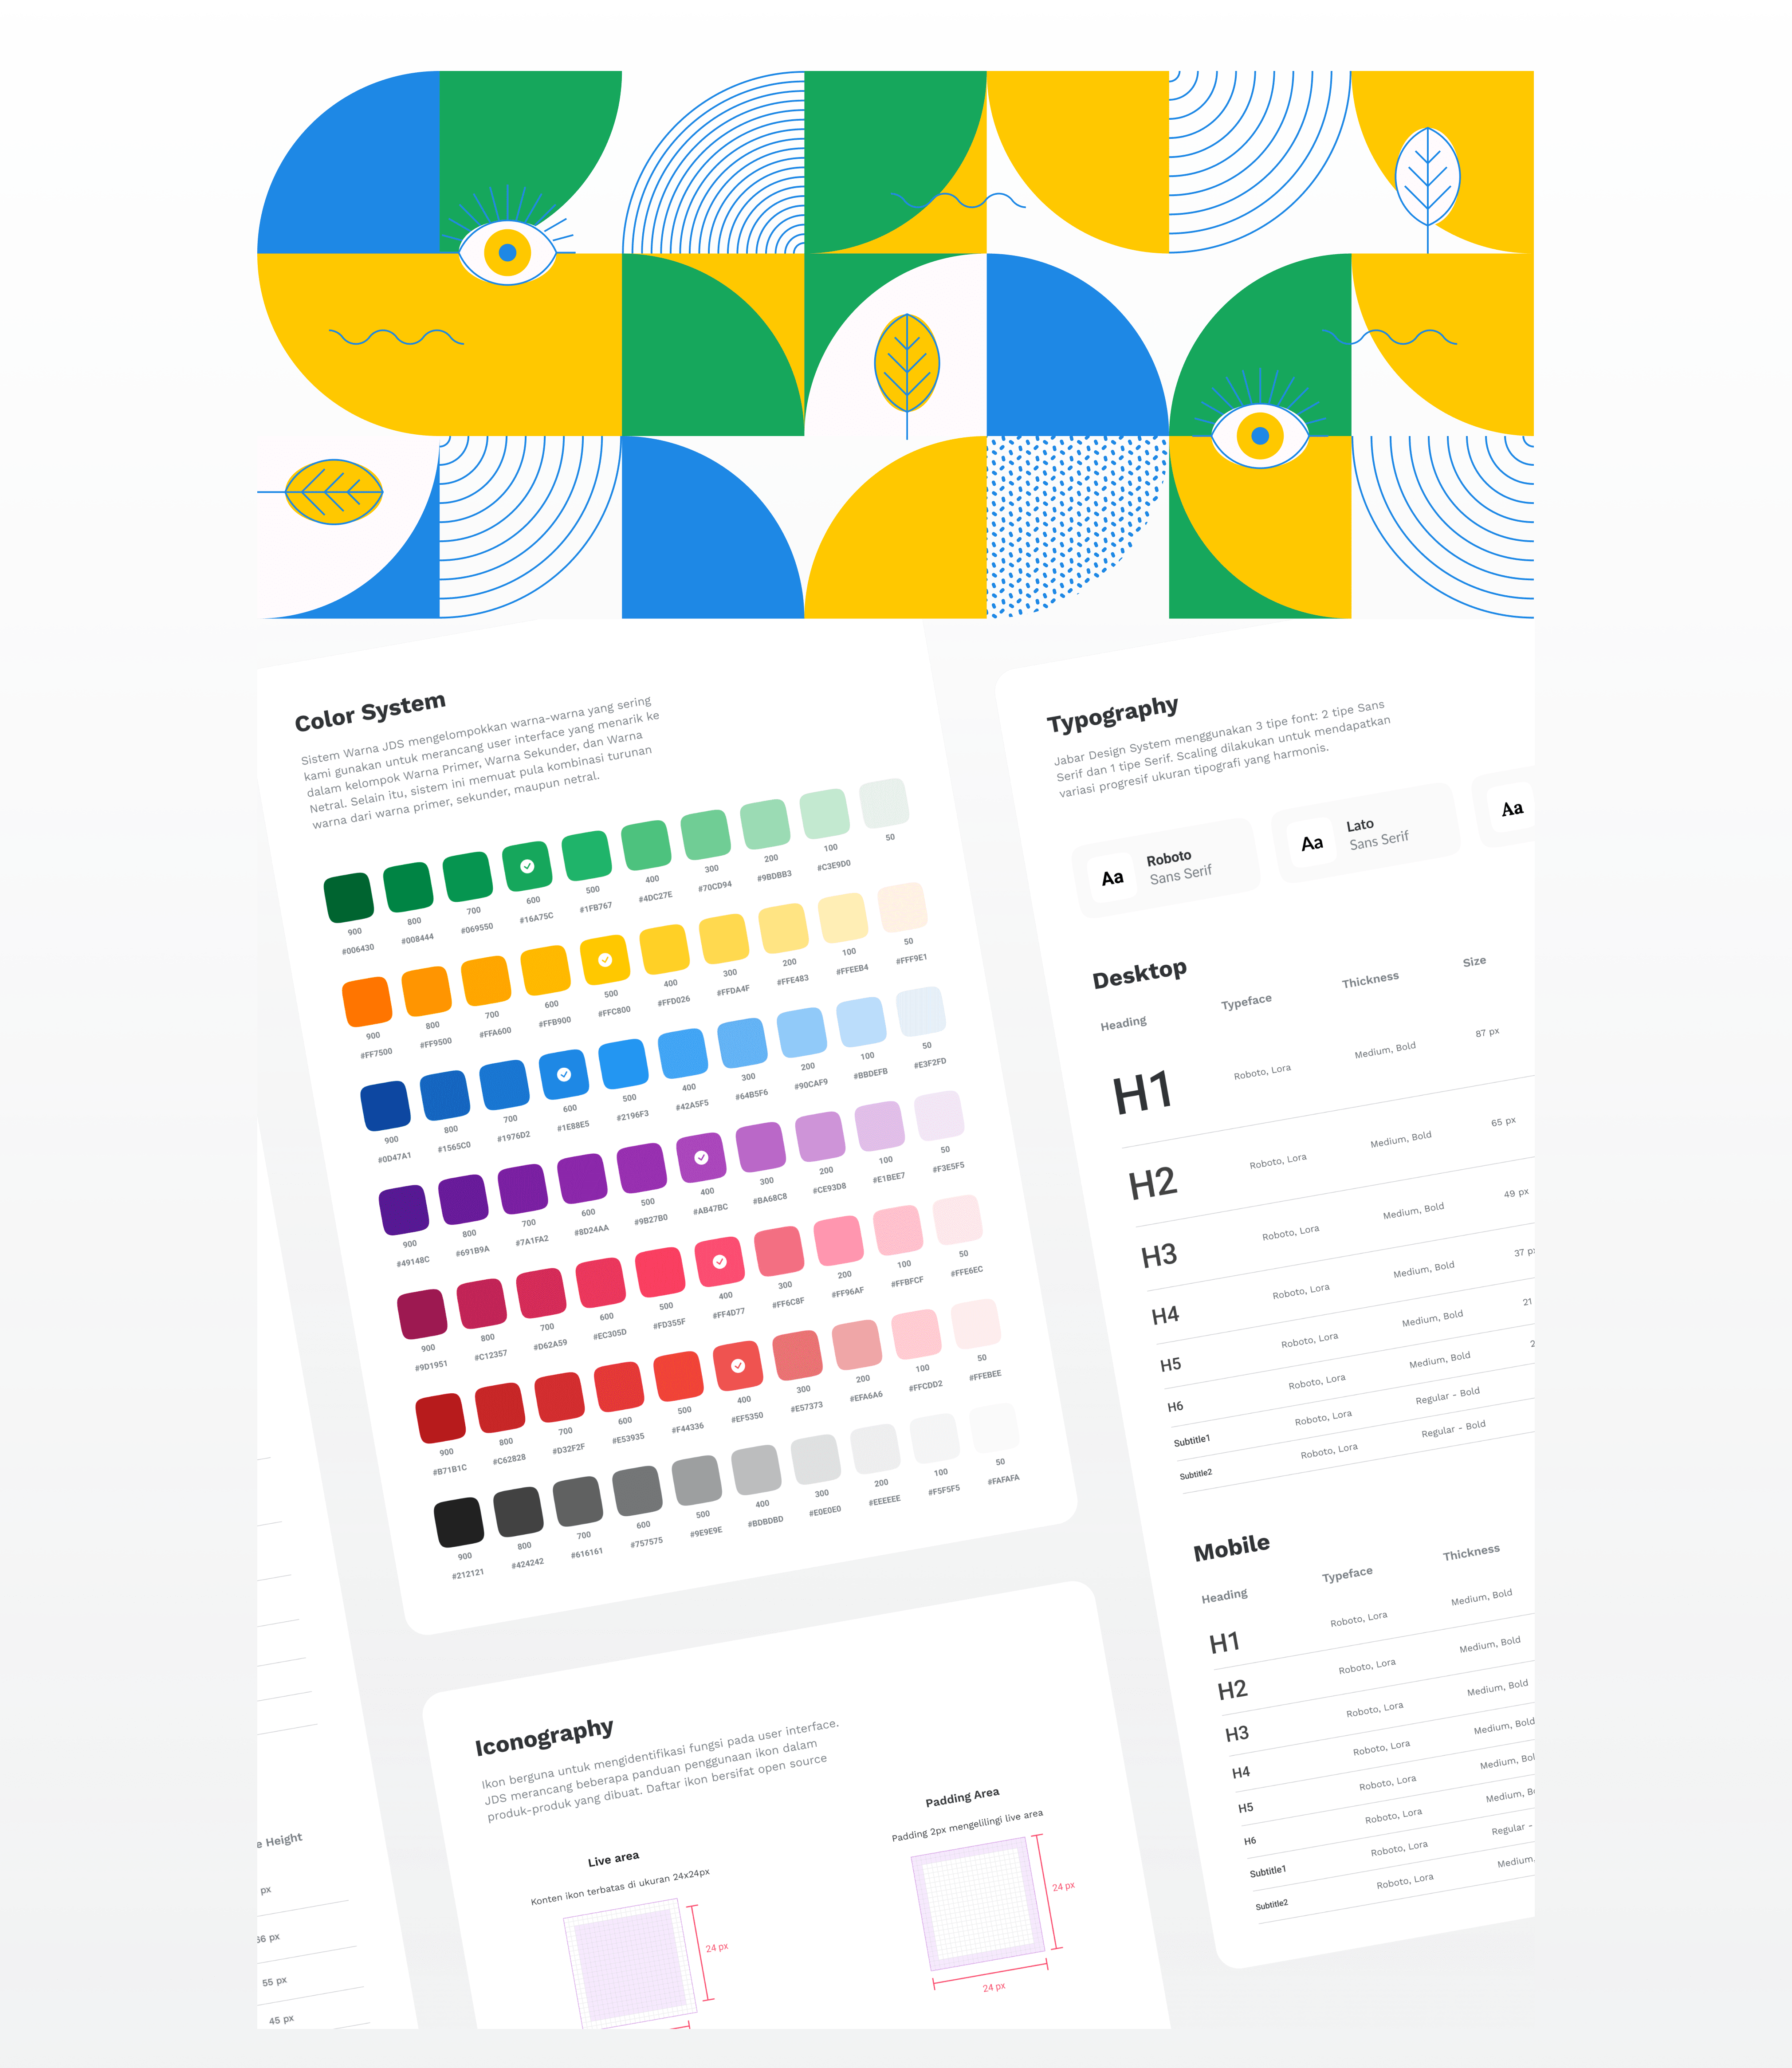 Color System
Sistem Warna JDS mengelompokkan warna-warna yang sering
kami gunakan untuk merancang user interface yang menarik ke
dalam kelompok Warna Primer, Warna Sekunder, dan Warna
Netral. Selain itu, sistem ini memuat pula kombinasi turunan
warna dari warna primer, sekunder, maupun netral.
900 800 700 600 500 400 300 200 100 50
#006430 #008444 #069550 #16A75C #1FB767 #4DC27E #70CD94 #9BDBB3 #C3E9D0
900 800 700 600 500 400 300 200 100 50
#FF7500 #FF9500 #FFA600 #FFB900 #FFC800 #FFD026 #FFDA4F #FFE483 #FFEEB4 #FFF9E1
900 800 700 600 500 400 300 200 100 50
#0D47A1 #1565C0 #1976D2 #1E88E5 #2196F3 #42A5F5 #64B5F6 #90CAF9 #BBDEFB #E3F2FD
900 800 700 600 500 400 300 200 100 50
#49148C #691B9A #7A1FA2 #8D24AA #9B27B0 #AB47BC #BA68C8 #CE93D8 #E1BEE7 #F3E5F5
900 800 700 600 500 400 300 200 100 50
#9D1951 #C12357 #D62A59 #EC305D #FD355F #FF4D77 #FF6C8F #FF96AF #FFBFCF #FFE6EC
900 800 700 600 500 400 300 200 100 50
#B71B1C #C62828 #D32F2F #E53935 #F44336 #EF5350 #E57373 #EFA6A6 #FFCDD2 #FFEBEE
900 800 700 600 500 400 300 200 100 50
#212121 #424242 #616161 #757575 #9E9E9E #BDBDBD #E0E0E0 #EEEEEE #F5F5F5 #FAFAFA
Typography
Jabar Design System menggunakan 3 tipe font: 2 tipe Sans
Serif dan 1 tipe Serif. Scaling dilakukan untuk mendapatkan
variasi progresif ukuran tipografi yang harmonis.
Aa Roboto
Sans Serif
Aa Lato
Sans Serif
Aa
Desktop
Heading Typeface Thickness Size
H1 Roboto, Lora Medium, Bold 87 px
H2 Roboto, Lora Medium, Bold 65 px
H3 Roboto, Lora Medium, Bold 49 px
H4 Roboto, Lora Medium, Bold 37
H5 Roboto, Lora Medium, Bold 21
H6 Roboto, Lora Medium, Bold
Subtitle1 Roboto, Lora Regular - Bold
Subtitle2 Roboto, Lora Regular - Bold
Mobile
Heading Typeface Thickness
H1 Roboto, Lora Medium, Bold
H2 Roboto, Lora Medium, Bold
H3 Roboto, Lora Medium, Bold
H4 Roboto, Lora Medium, Bold
H5 Roboto, Lora Medium,
H6 Roboto, Lora Medium,
Subtitle1 Roboto, Lora Regular -
Subtitle2 Roboto, Lora Medium,
Iconography
Ikon berguna untuk mengidentifikasi fungsi pada user interface.
JDS merancang beberapa panduan penggunaan ikon dalam
produk-produk yang dibuat. Daftar ikon bersifat open source
Live area
Konten ikon terbatas di ukuran 24x24px
24 px
Padding Area
Padding 2px mengelilingi live area
24 px
24 px
e Height
px
66 px
55 px
45 px